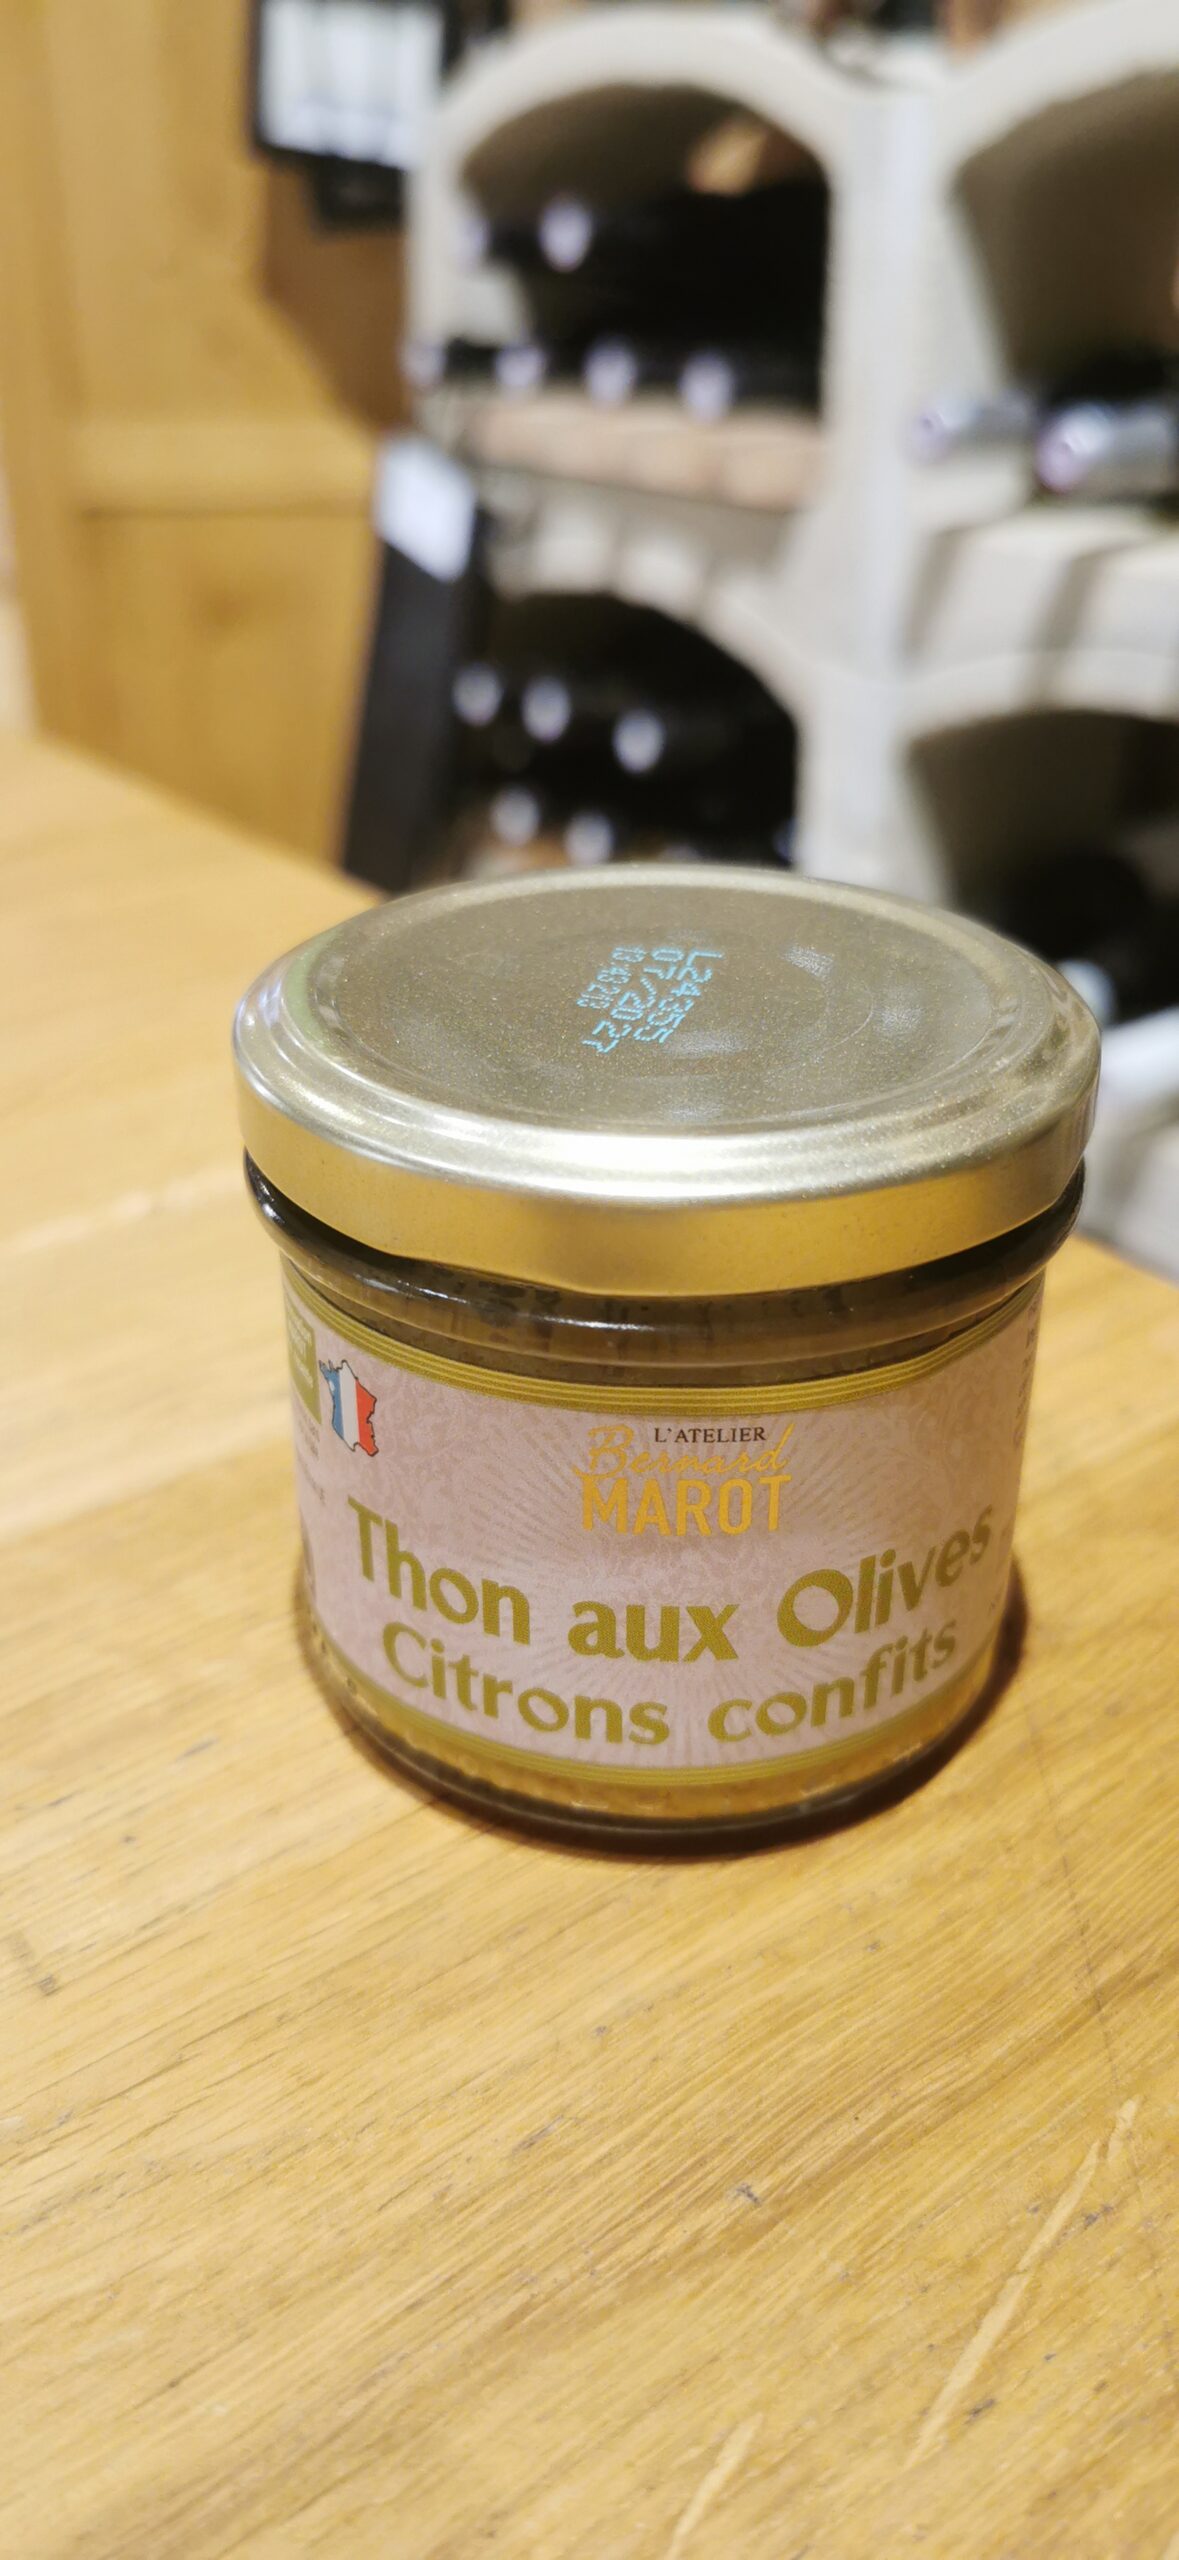 L24355
07/2027
L'ATELIER
Bernard
MAROT
Thon aux Olives
Citrons confits